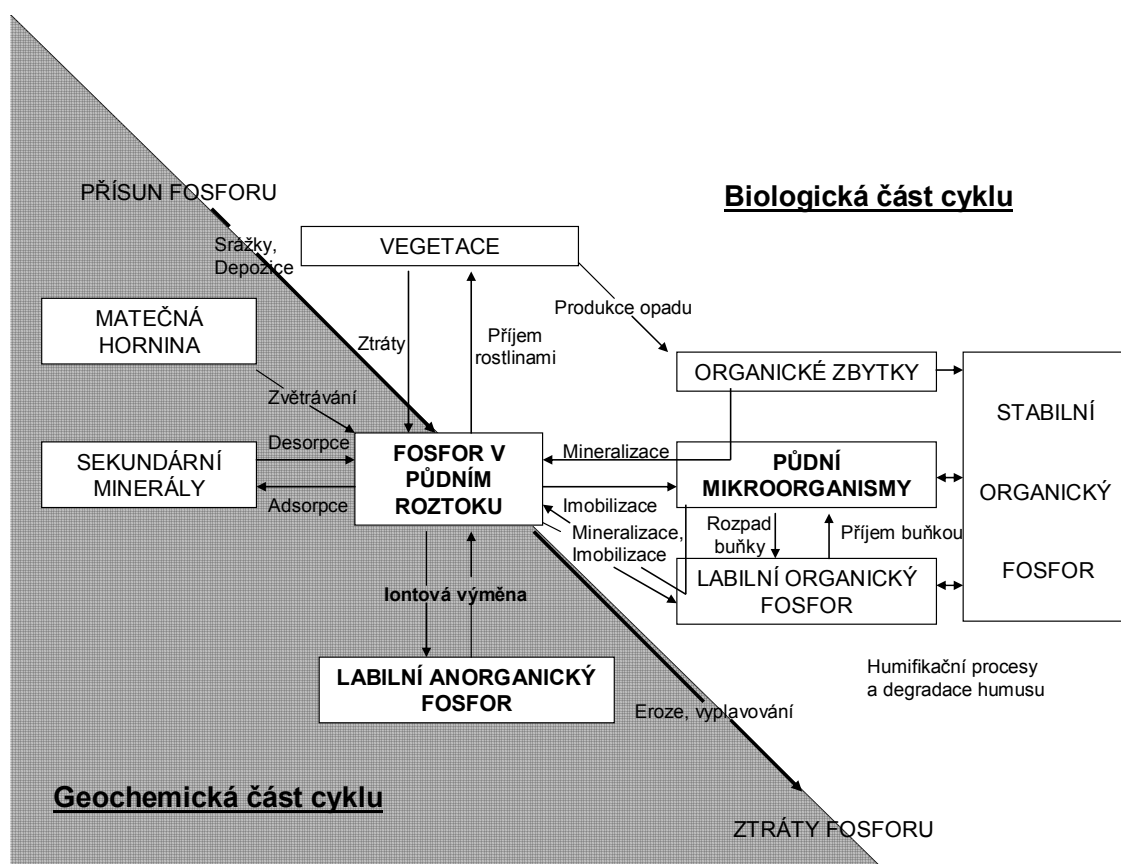 PŘÍSUN FOSFORU
Biologická část cyklu
Srážky,
Depozice
VEGETACE
Produkce opadu
MATEČNÁ
HORNINA
Ztráty
Příjem
rostlinami
ORGANICKÉ ZBYTKY
Zvětrávání
STABILNÍ
ORGANICKÝ
FOSFOR
Desorpce
FOSFOR V
PŮDNÍM
ROZTOKU
Mineralizace
PŮDNÍ
MIKROORGANISMY
SEKUNDÁRNÍ
MINERÁLY
Adsorpce
Imobilizace
Mineralizace,
Imobilizace
Rozpad
buňky
Příjem buňkou
LABILNÍ ORGANICKÝ
FOSFOR
Iontová výměna
LABILNÍ ANORGANICKÝ
FOSFOR
Humifikační procesy
a degradace humusu
Eroze, vyplavování
Geochemická část cyklu
ZTRÁTY FOSFORU